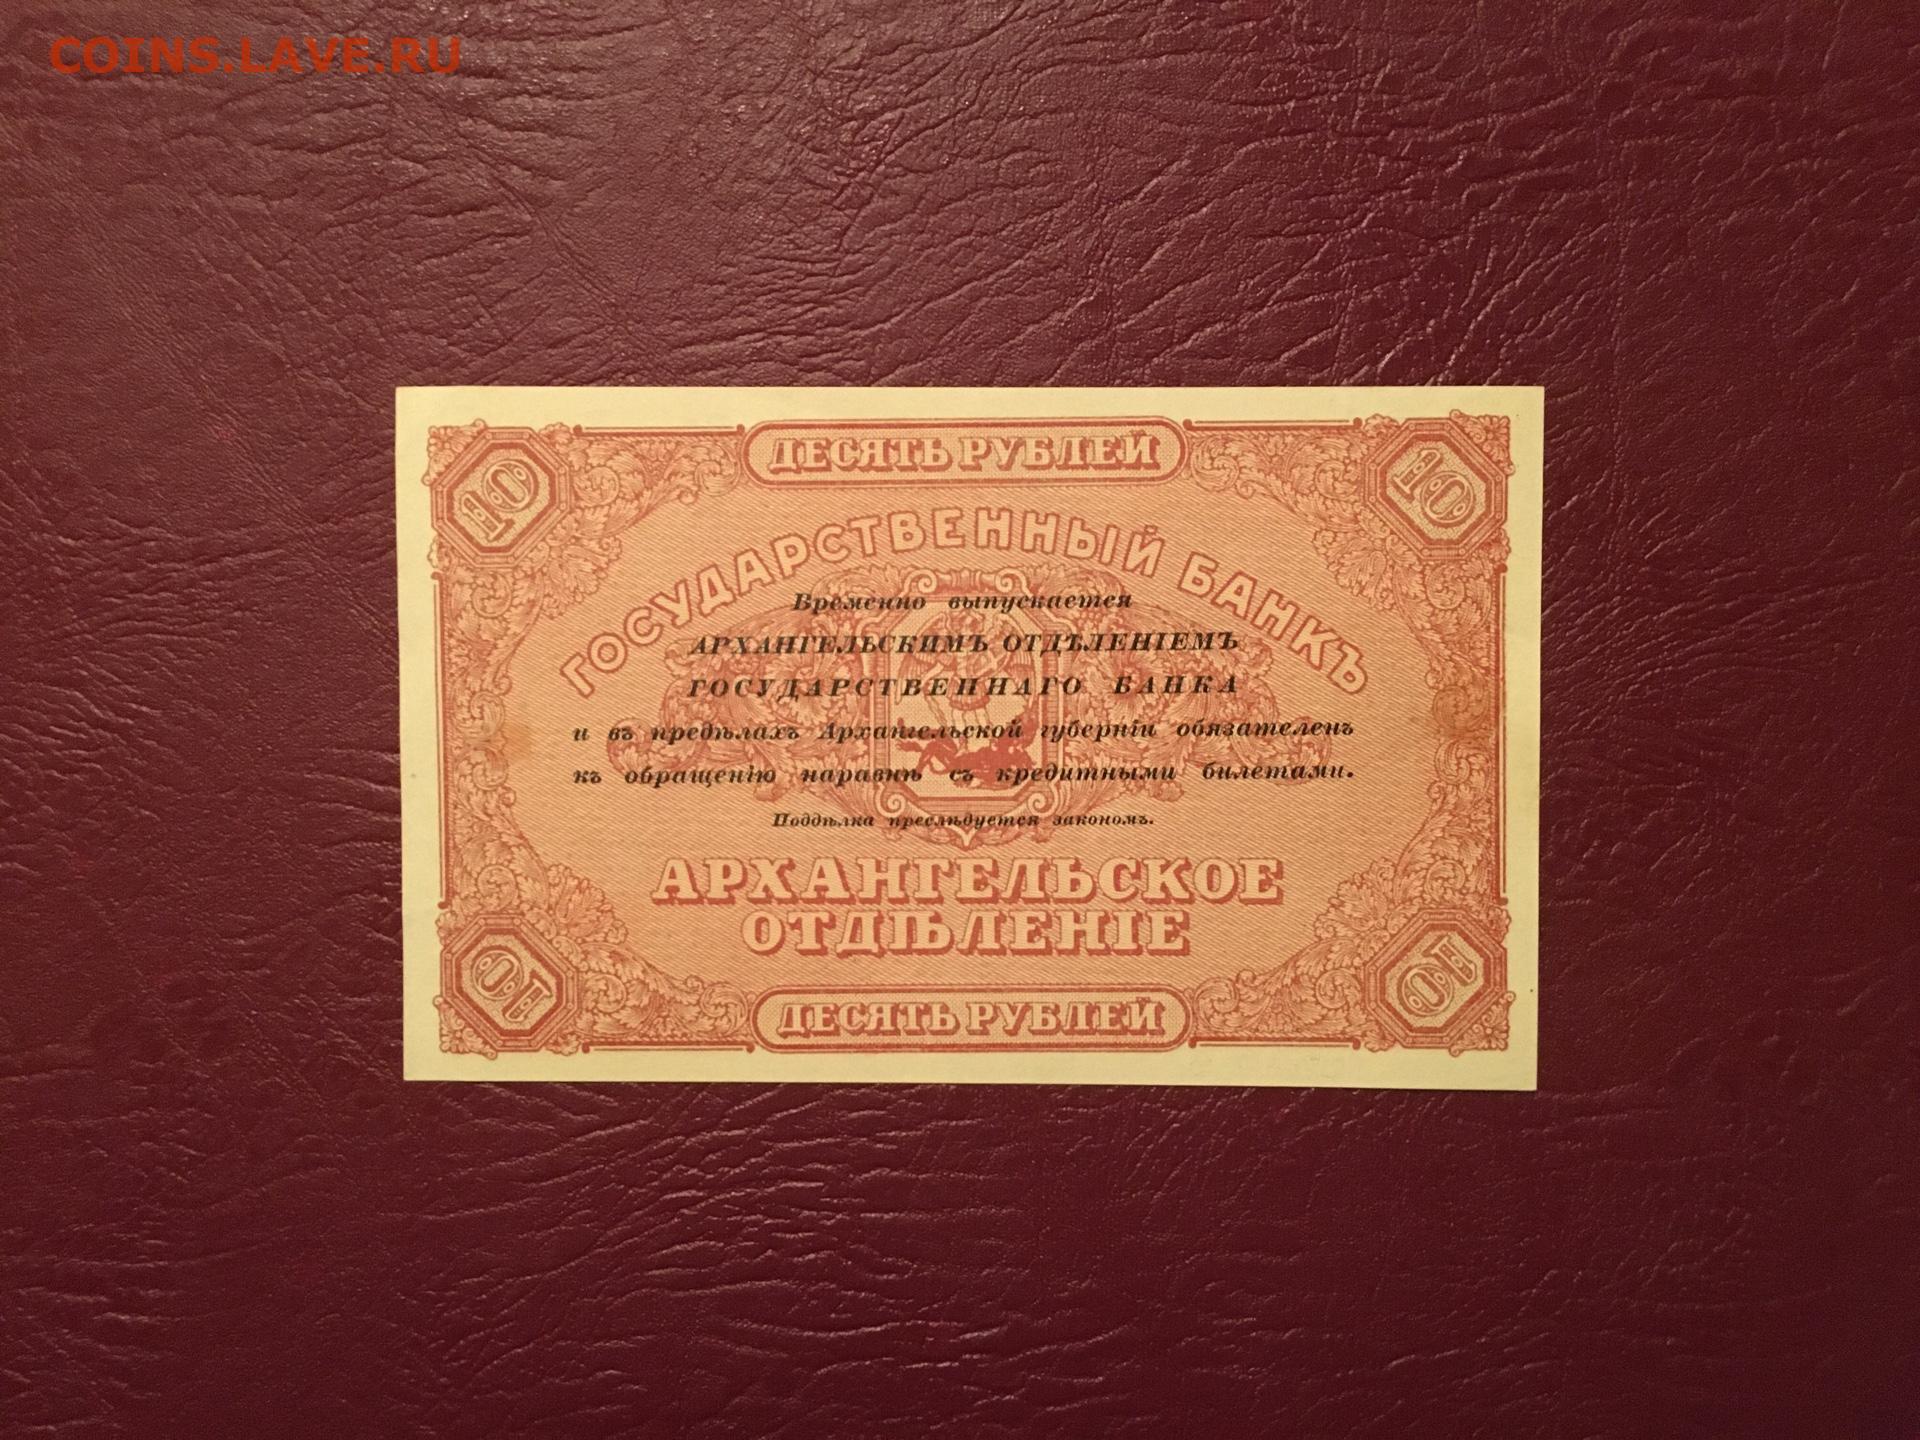 COINS.LAVE.RU
10
ДЕСЯТЬ РУБЛЕЙ
10
ГОСУДАРСТВЕННЫЙ БАНКЪ
Временно выпускается
АРХАНГЕЛЬСКИМЪ ОТДѢЛЕНІЕМЪ
ГОСУДАРСТВЕННАГО БАНКА
и въ предѣлахъ Архангельской губерніи обязателенъ
къ обращенію наравнѣ съ кредитными билетами.
Поддѣлка преслѣдуется закономъ.
АРХАНГЕЛЬСКОЕ
ОТДѢЛЕНІЕ
10
ДЕСЯТЬ РУБЛЕЙ
10